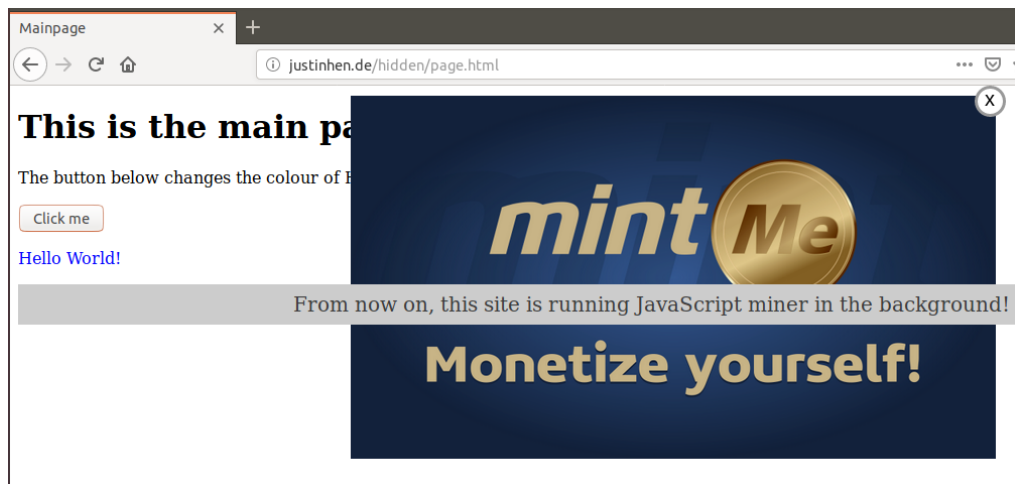 Mainpage
justinhen.de/hidden/page.html
X
This is the main pa
The button below changes the colour of
Click me
Hello World!
mint Me
From now on, this site is running JavaScript miner in the background!
Monetize yourself!